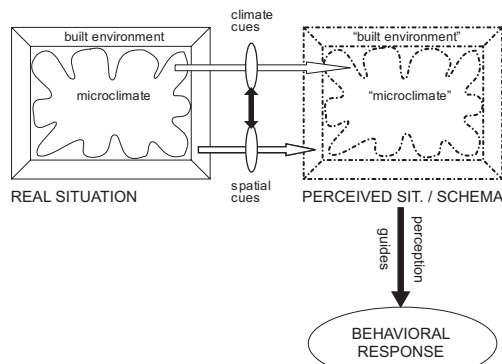 climate
cues
built environment
"built environment"
microclimate
"microclimate"
spatial
cues
REAL SITUATION
PERCEIVED SIT. / SCHEMA
perception
guides
BEHAVIORAL
RESPONSE